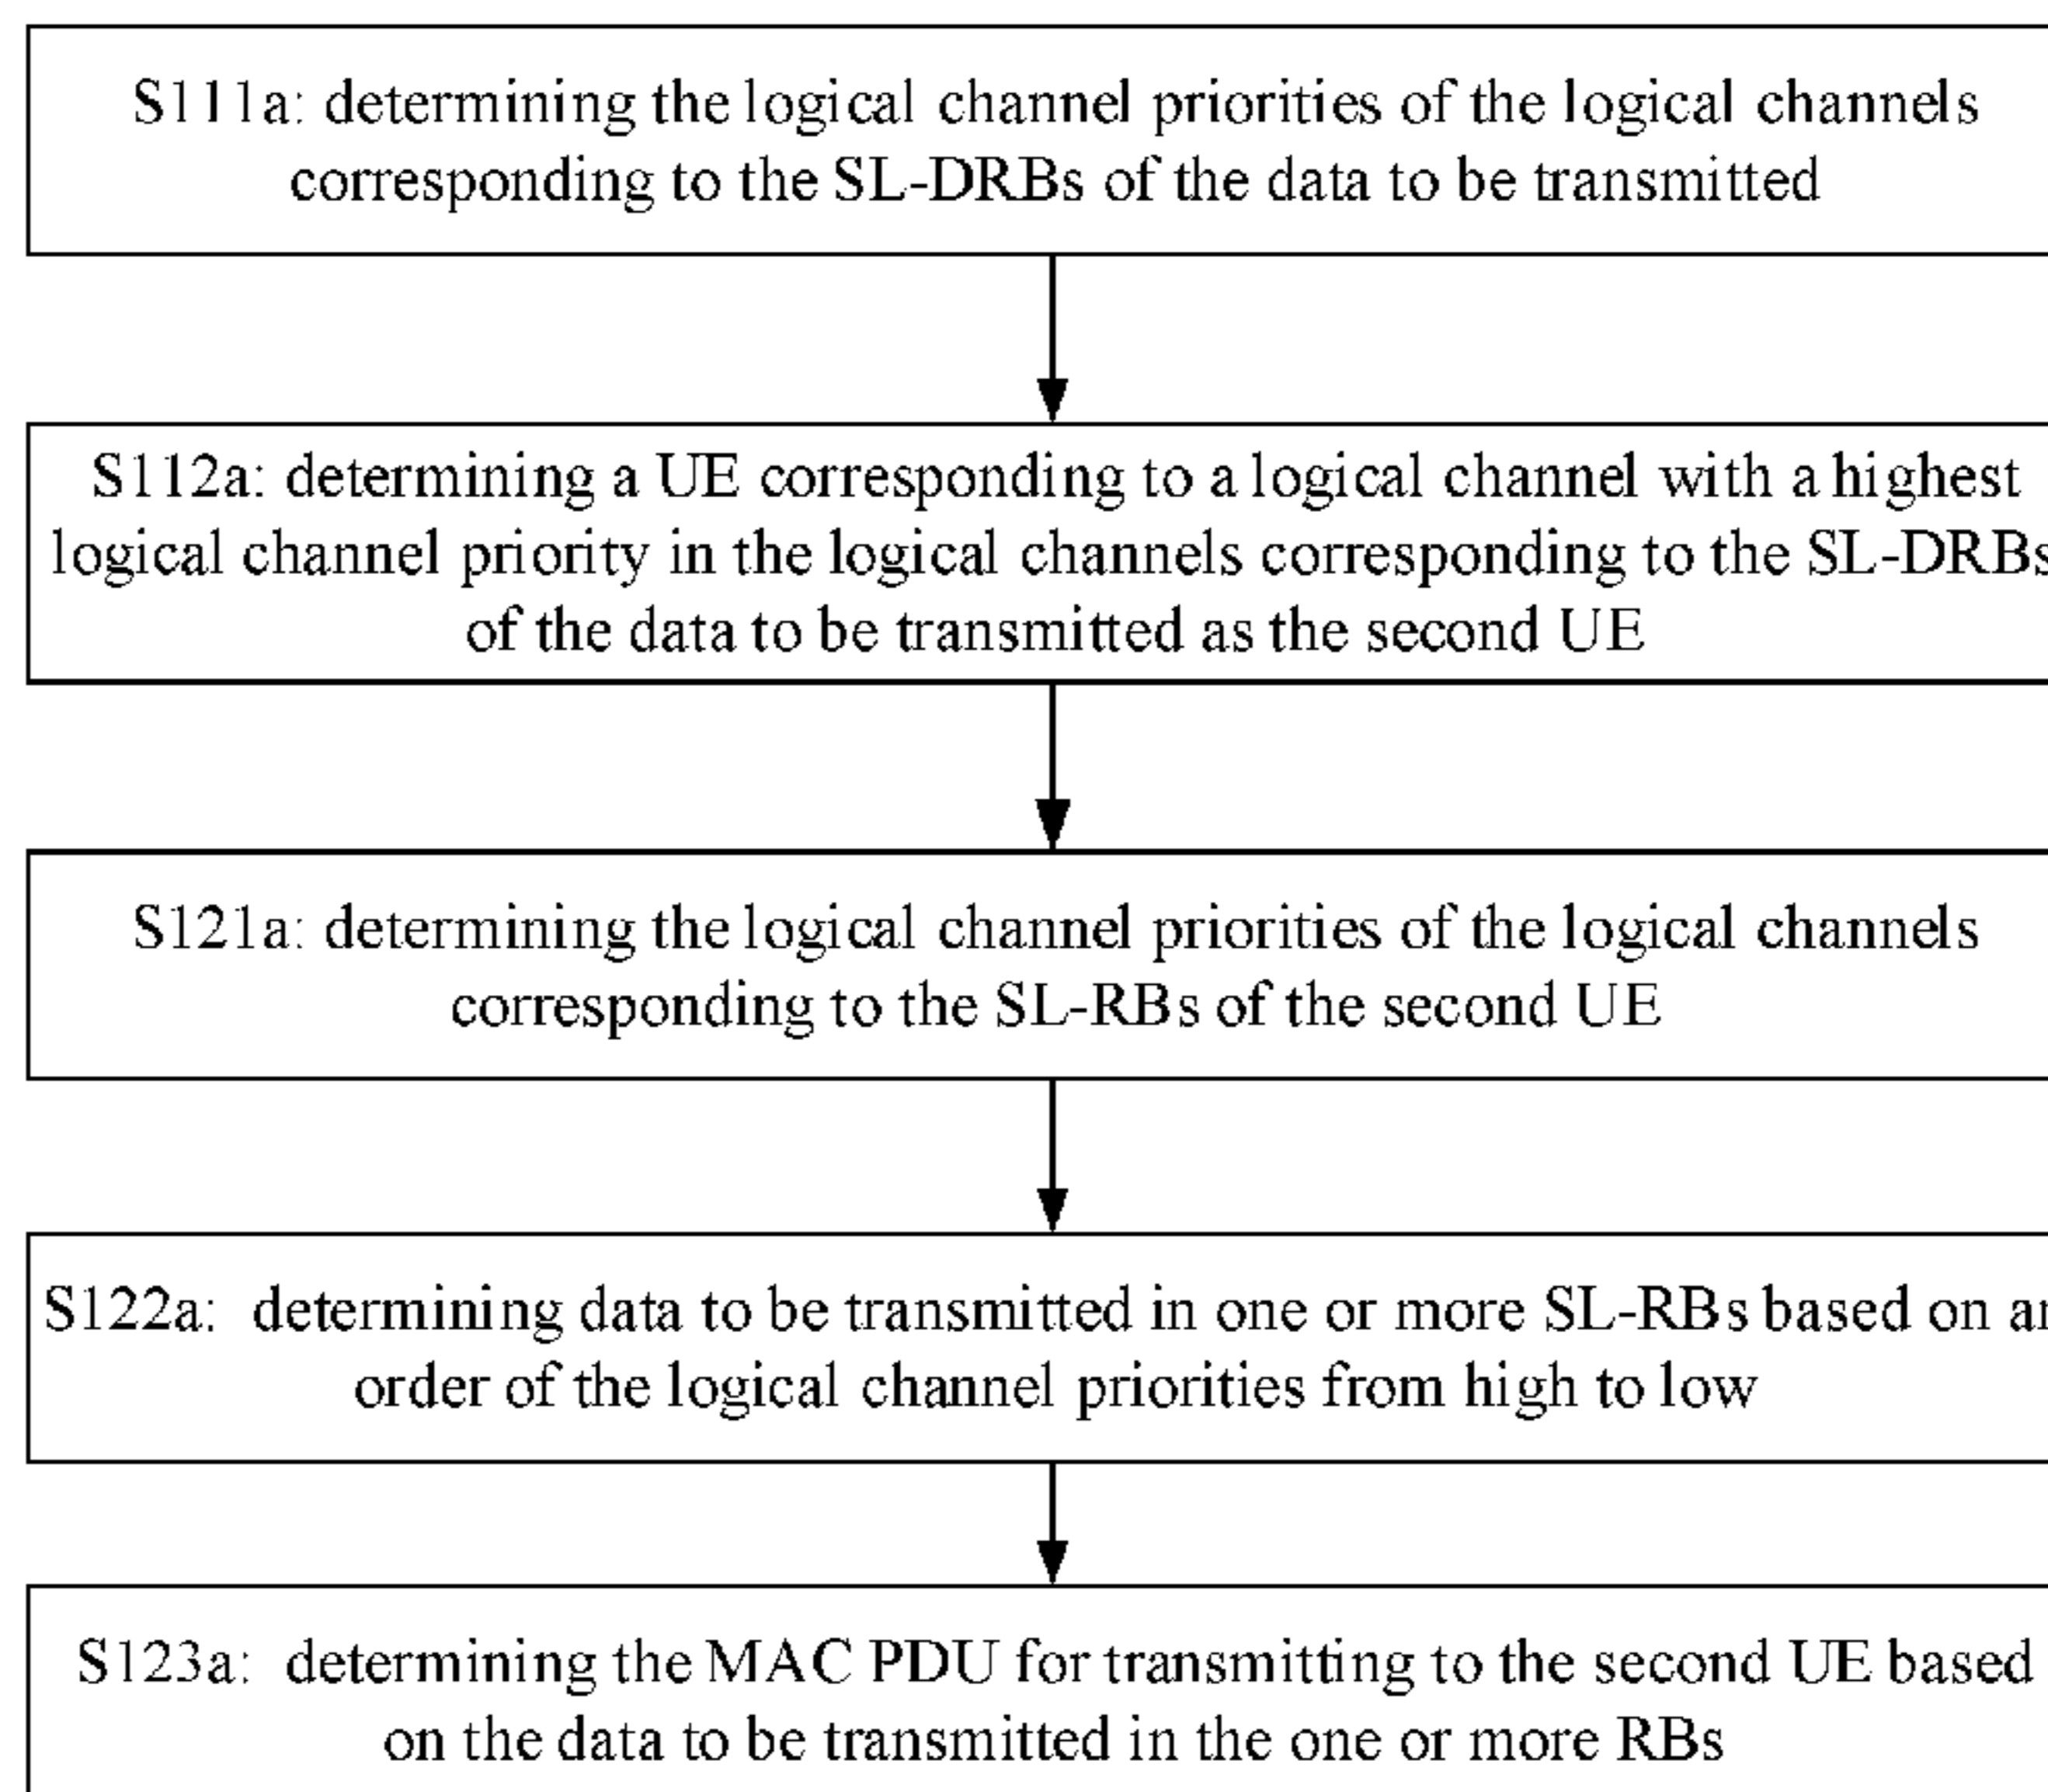 S111a: determining the logical channel priorities of the logical channels
corresponding to the SL-DRBs of the data to be transmitted
S112a: determining a UE corresponding to a logical channel with a highest
logical channel priority in the logical channels corresponding to the SL-DRBs
of the data to be transmitted as the second UE
S121a: determining the logical channel priorities of the logical channels
corresponding to the SL-RBs of the second UE
S122a: determining data to be transmitted in one or more SL-RBs based on an
order of the logical channel priorities from high to low
S123a: determining the MAC PDU for transmitting to the second UE based
on the data to be transmitted in the one or more RBs